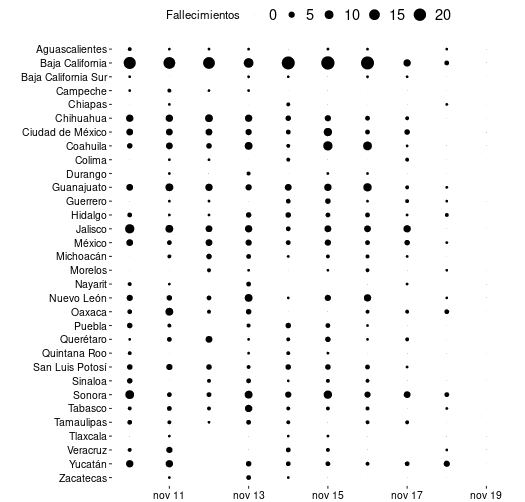 Fallecimientos 0 5 10 15 20
Aguascalientes
Baja California
Baja California Sur
Campeche
Chiapas
Chihuahua
Ciudad de México
Coahuila
Colima
Durango
Guanajuato
Guerrero
Hidalgo
Jalisco
México
Michoacán
Morelos
Nayarit
Nuevo León
Oaxaca
Puebla
Querétaro
Quintana Roo
San Luis Potosí
Sinaloa
Sonora
Tabasco
Tamaulipas
Tlaxcala
Veracruz
Yucatán
Zacatecas
nov 11 nov 13 nov 15 nov 17 nov 19